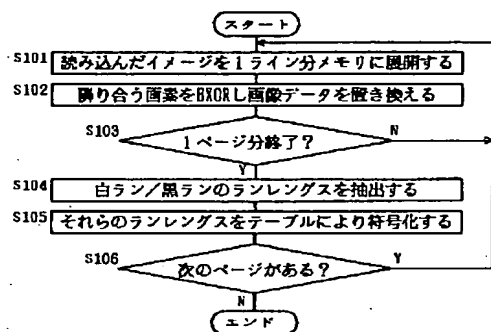 スタート
S101 読み込んだイメージを1ライン分メモリに展開する
S102 隣り合う画素をEXORし画像データを置き換える
S103 1ページ分終了? N
Y
S104 白ラン/黒ランのランレングスを抽出する
S105 それらのランレングスをテーブルにより符号化する
S106 次のページがある? Y
N
エンド